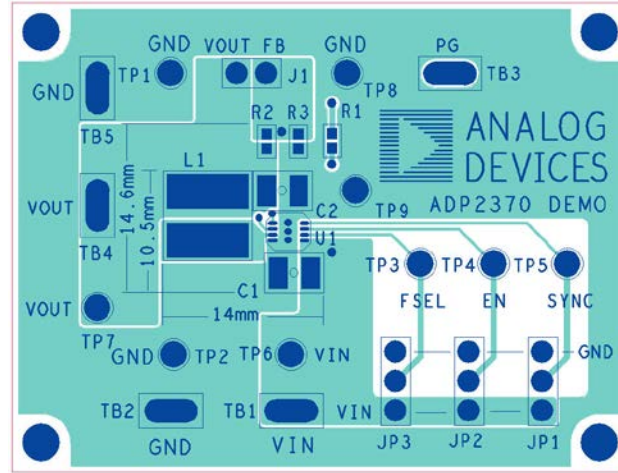 GND
VOUT FB
GND
PG
TP1
J1
TP8
TB3
GND
TB5
R2 R3 R1
ANALOG
DEVICES
L1
14.6mm
10.5mm
VOUT
TB4
C2
U1
TP9
ADP2370 DEMO
TP3 TP4 TP5
FSEL EN SYNC
C1
14mm
VOUT
TP7
GND TP2 TP6 VIN
GND
TB2 TB1 VIN
GND VIN JP3 JP2 JP1